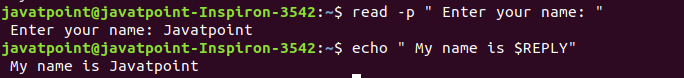 javatpoint@javatpoint-Inspiron-3542:~$ read -p " Enter your name: "
 Enter your name: Javatpoint
javatpoint@javatpoint-Inspiron-3542:~$ echo " My name is $REPLY"
 My name is Javatpoint